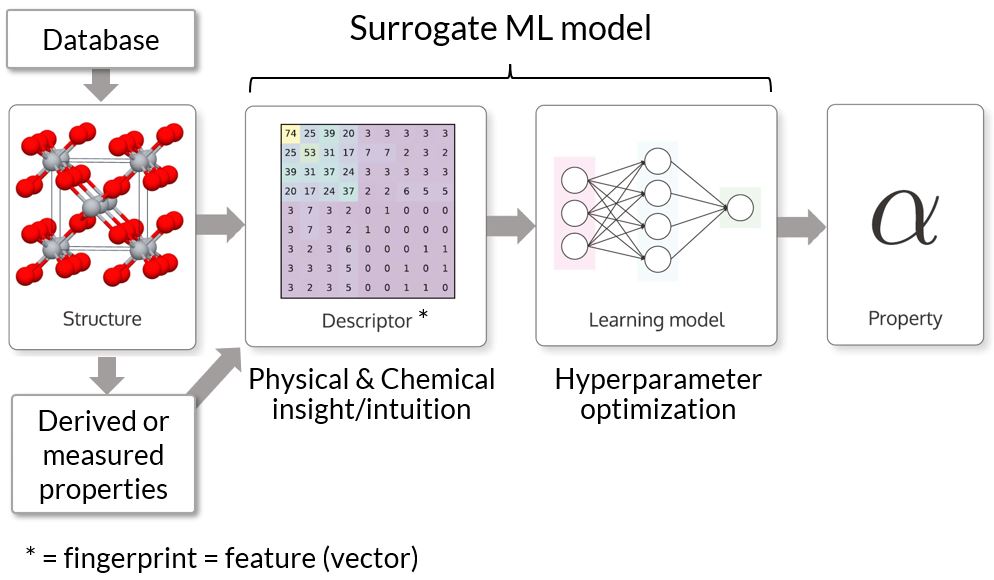 Database
Surrogate ML model
74 25 39 20 3 3 3 3 3
25 53 31 17 7 7 2 3 2
39 31 37 24 3 3 3 3 3
20 17 24 37 2 2 6 5 5
3 7 3 2 0 1 0 0 0
3 7 3 2 1 0 0 0 0
3 2 3 6 0 0 0 1 1
3 3 3 5 0 0 1 0 1
3 2 3 5 0 0 1 1 0
α
Structure
Descriptor *
Learning model
Property
Physical & Chemical
insight/intuition
Hyperparameter
optimization
Derived or
measured
properties
* = fingerprint = feature (vector)